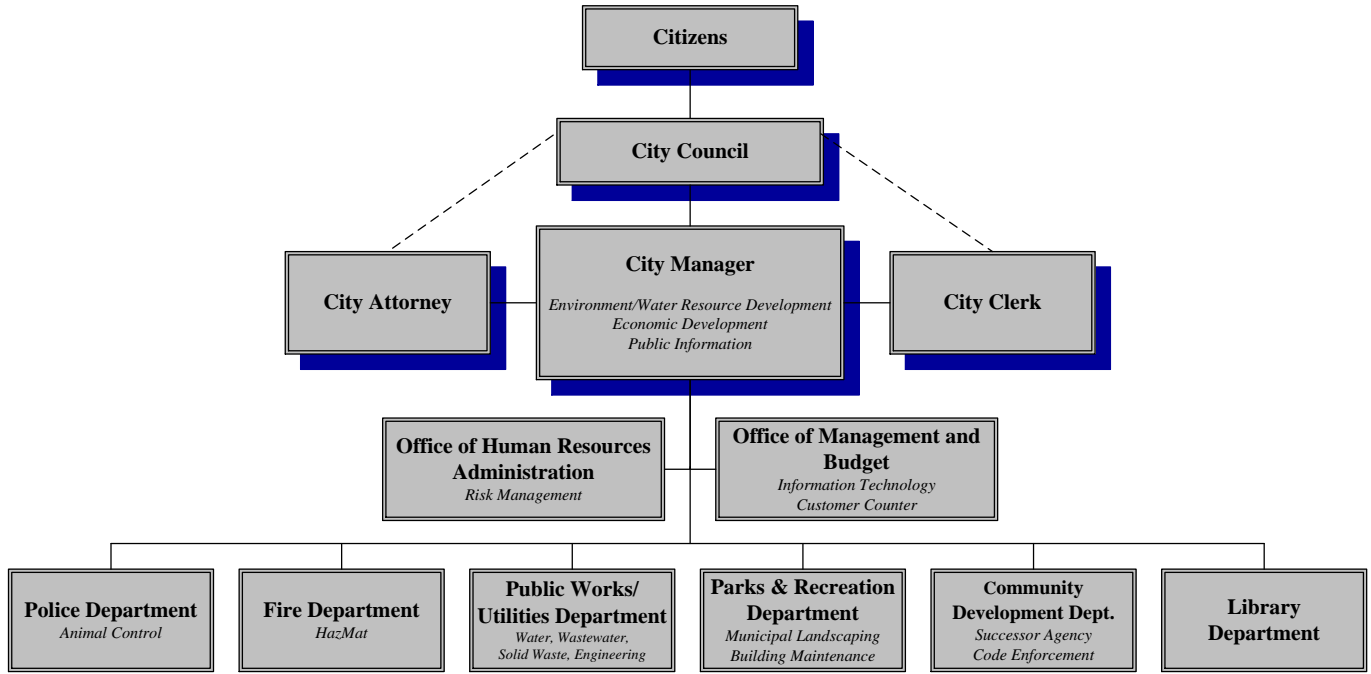 Citizens
City Council
City Attorney
City Manager
Environment/Water Resource Development
Economic Development
Public Information
City Clerk
Office of Human Resources
Administration
Risk Management
Office of Management and
Budget
Information Technology
Customer Counter
Police Department
Animal Control
Fire Department
HazMat
Public Works/
Utilities Department
Water, Wastewater,
Solid Waste, Engineering
Parks & Recreation
Department
Municipal Landscaping
Building Maintenance
Community
Development Dept.
Successor Agency
Code Enforcement
Library
Department